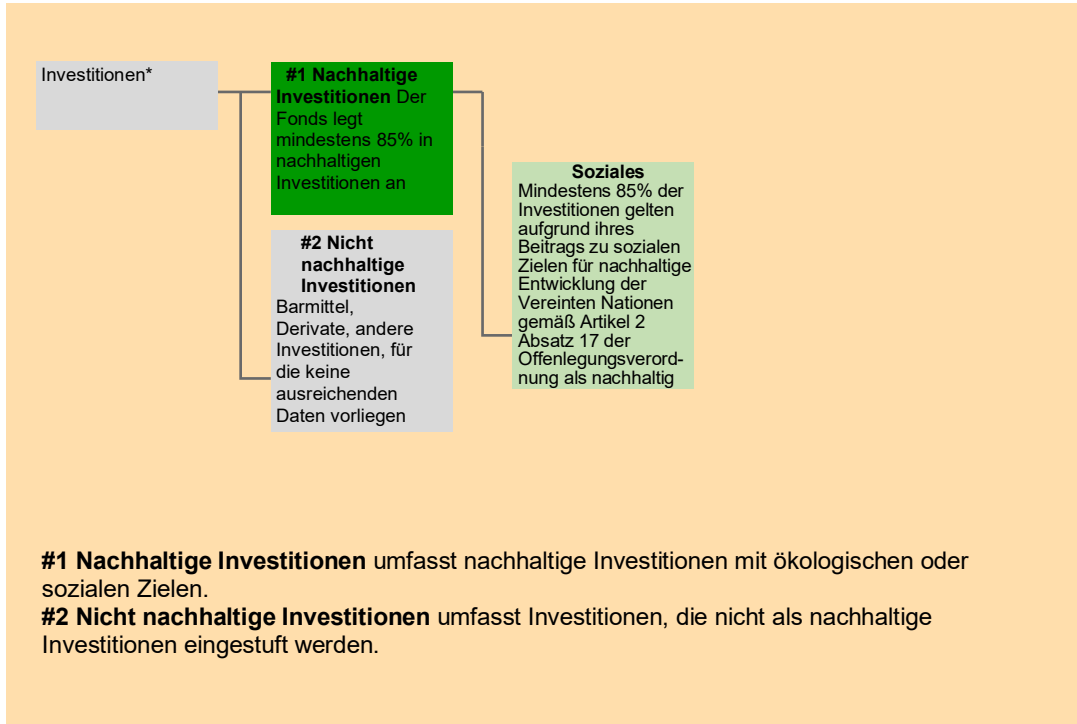 Investitionen*
#1 Nachhaltige
Investitionen Der
Fonds legt
mindestens 85% in
nachhaltigen
Investitionen an
#2 Nicht
nachhaltige
Investitionen
Barmittel,
Derivate, andere
Investitionen, für
die keine
ausreichenden
Daten vorliegen
Soziales
Mindestens 85% der
Investitionen gelten
aufgrund ihres
Beitrags zu sozialen
Zielen für nachhaltige
Entwicklung der
Vereinten Nationen
gemäß Artikel 2
Absatz 17 der
Offenlegungsverord-
nung als nachhaltig
#1 Nachhaltige Investitionen umfasst nachhaltige Investitionen mit ökologischen oder
sozialen Zielen.
#2 Nicht nachhaltige Investitionen umfasst Investitionen, die nicht als nachhaltige
Investitionen eingestuft werden.